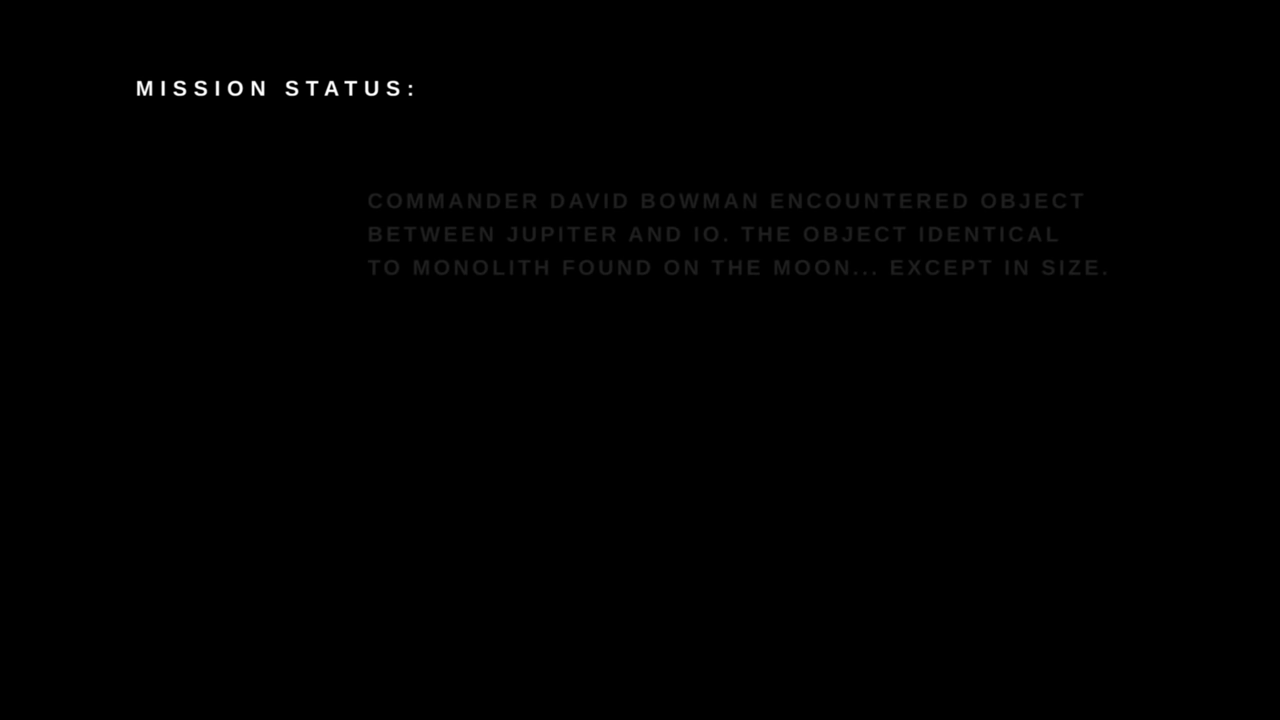 MISSION STATUS:
COMMANDER DAVID BOWMAN ENCOUNTERED OBJECT
BETWEEN JUPITER AND IO. THE OBJECT IDENTICAL
TO MONOLITH FOUND ON THE MOON... EXCEPT IN SIZE.